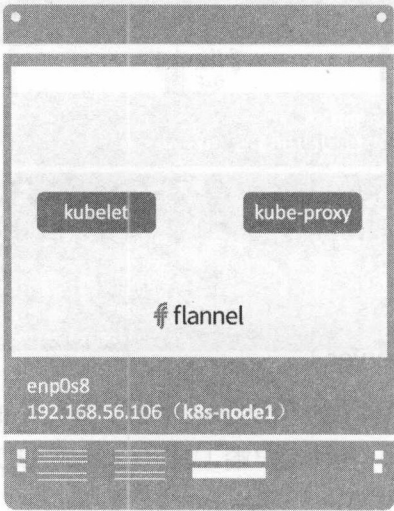 kubelet
kube-proxy
flannel
enp0s8
192.168.56.106（k8s-node1）